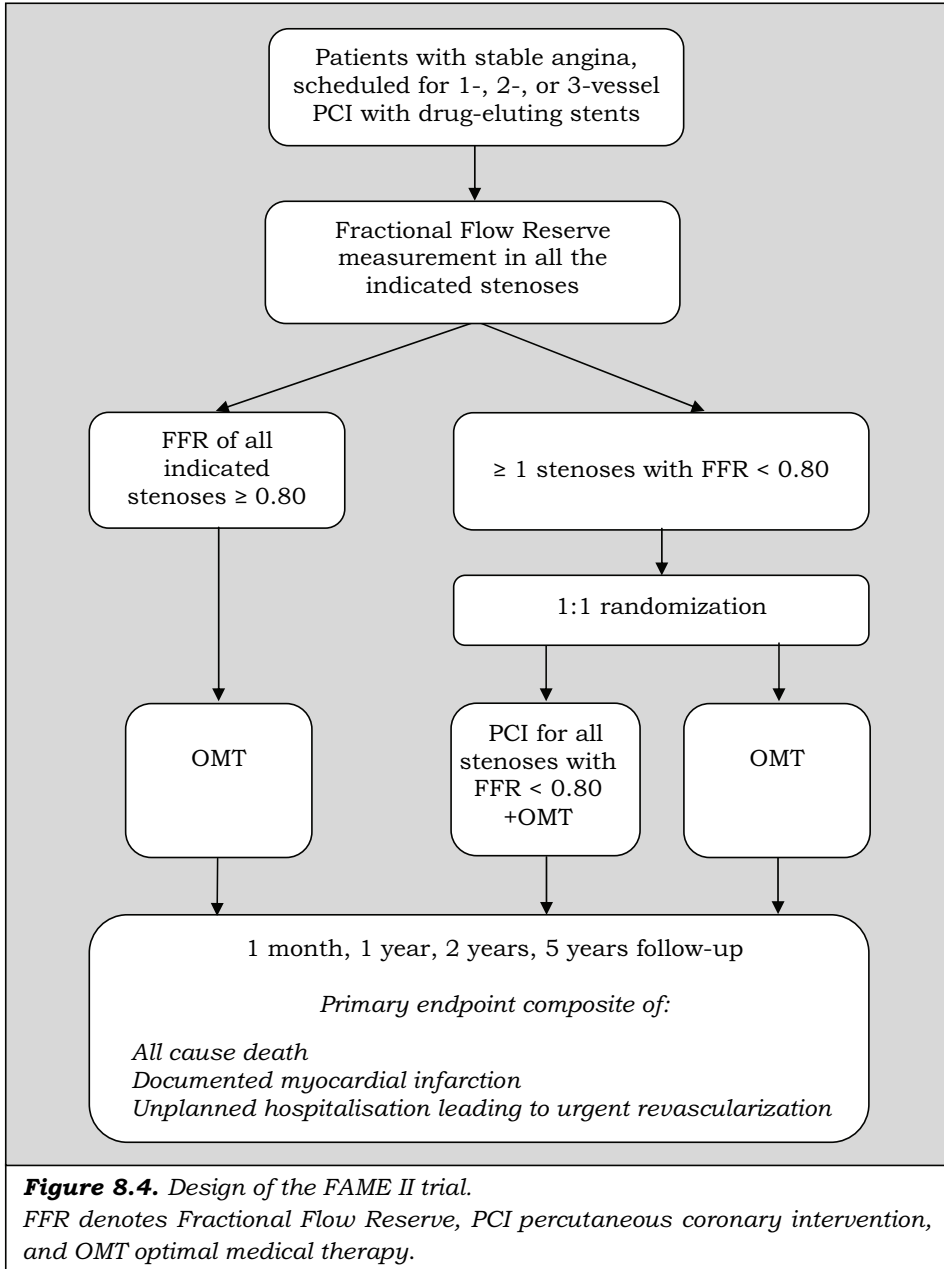 Patients with stable angina,
scheduled for 1-, 2-, or 3-vessel
PCI with drug-eluting stents
Fractional Flow Reserve
measurement in all the
indicated stenoses
FFR of all
indicated
stenoses ≥ 0.80
≥ 1 stenoses with FFR < 0.80
1:1 randomization
OMT
PCI for all
stenoses with
FFR < 0.80
+OMT
OMT
1 month, 1 year, 2 years, 5 years follow-up
Primary endpoint composite of:
All cause death
Documented myocardial infarction
Unplanned hospitalisation leading to urgent revascularization
Figure 8.4. Design of the FAME II trial.
FFR denotes Fractional Flow Reserve, PCI percutaneous coronary intervention,
and OMT optimal medical therapy.